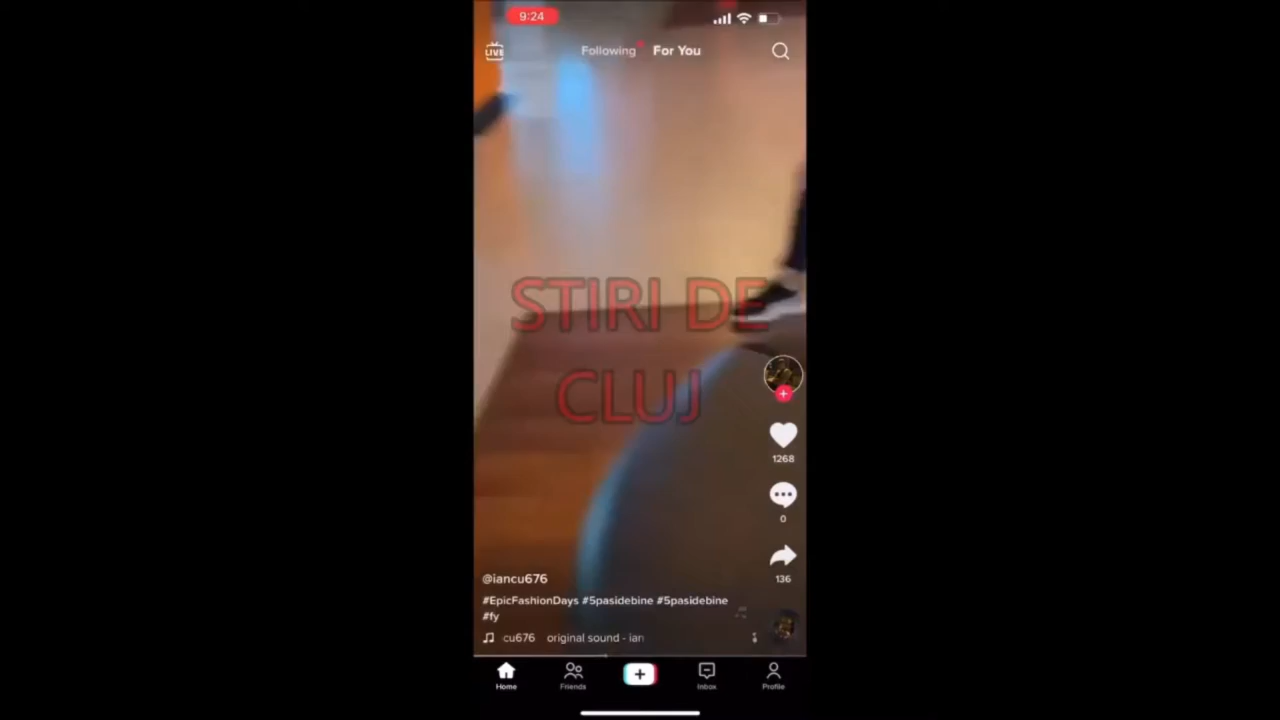 9:24
LIVE
Following For You
STIRI DE
CLUJ
1268
0
136
@iancu676
#EpicFashionDays #5pasidebine #5pasidebine
#fy
cu676 original sound - ian
Home Friends Inbox Profile